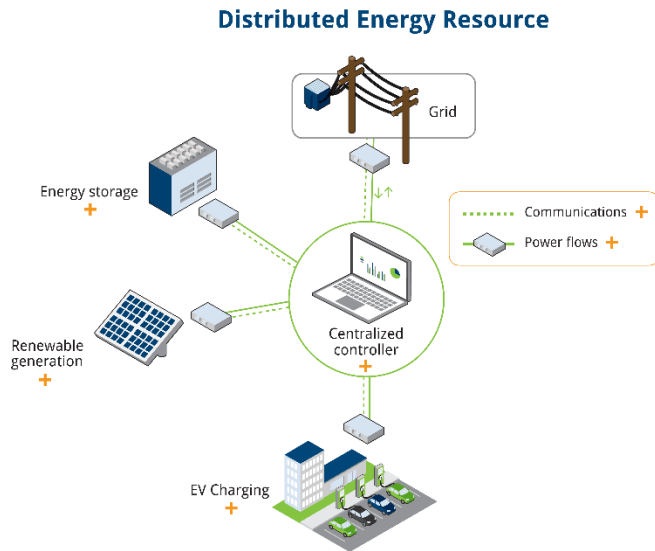 Distributed Energy Resource
Grid
Energy storage
+
Communications +
Power flows +
Centralized
controller
+
Renewable
generation
+
EV Charging
+